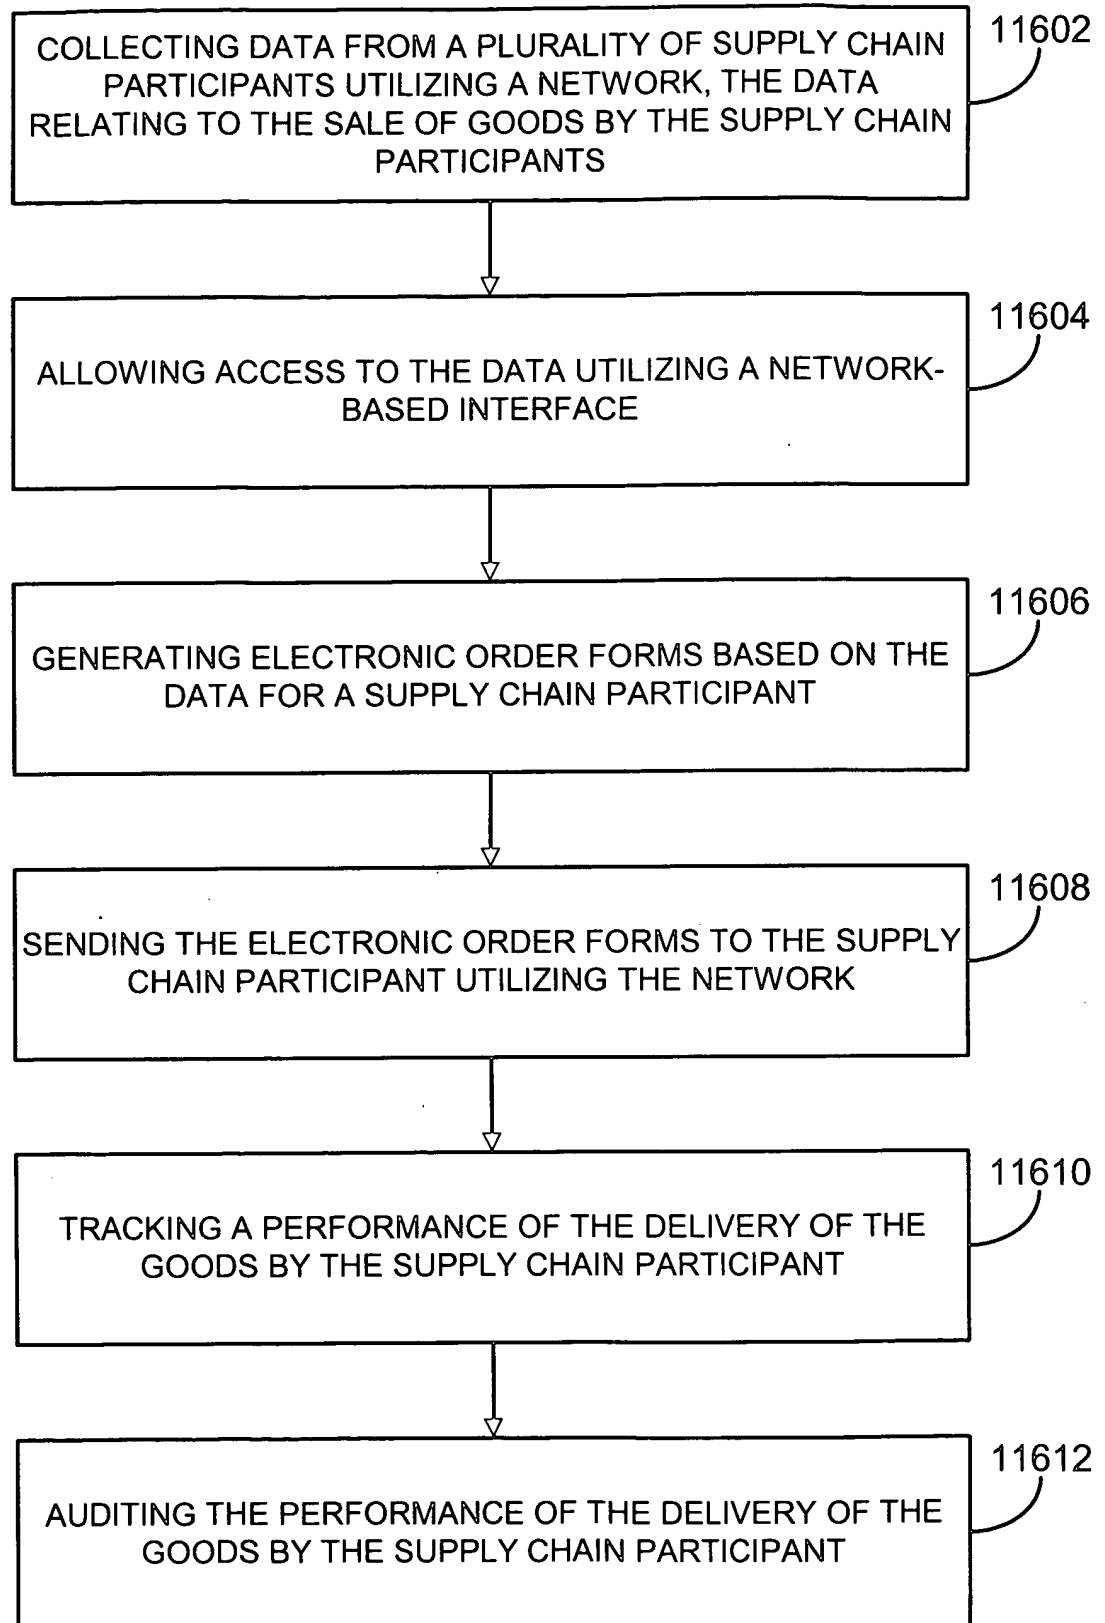 COLLECTING DATA FROM A PLURALITY OF SUPPLY CHAIN
PARTICIPANTS UTILIZING A NETWORK, THE DATA
RELATING TO THE SALE OF GOODS BY THE SUPPLY CHAIN
PARTICIPANTS
11602
ALLOWING ACCESS TO THE DATA UTILIZING A NETWORK-
BASED INTERFACE
11604
GENERATING ELECTRONIC ORDER FORMS BASED ON THE
DATA FOR A SUPPLY CHAIN PARTICIPANT
11606
SENDING THE ELECTRONIC ORDER FORMS TO THE SUPPLY
CHAIN PARTICIPANT UTILIZING THE NETWORK
11608
TRACKING A PERFORMANCE OF THE DELIVERY OF THE
GOODS BY THE SUPPLY CHAIN PARTICIPANT
11610
AUDITING THE PERFORMANCE OF THE DELIVERY OF THE
GOODS BY THE SUPPLY CHAIN PARTICIPANT
11612